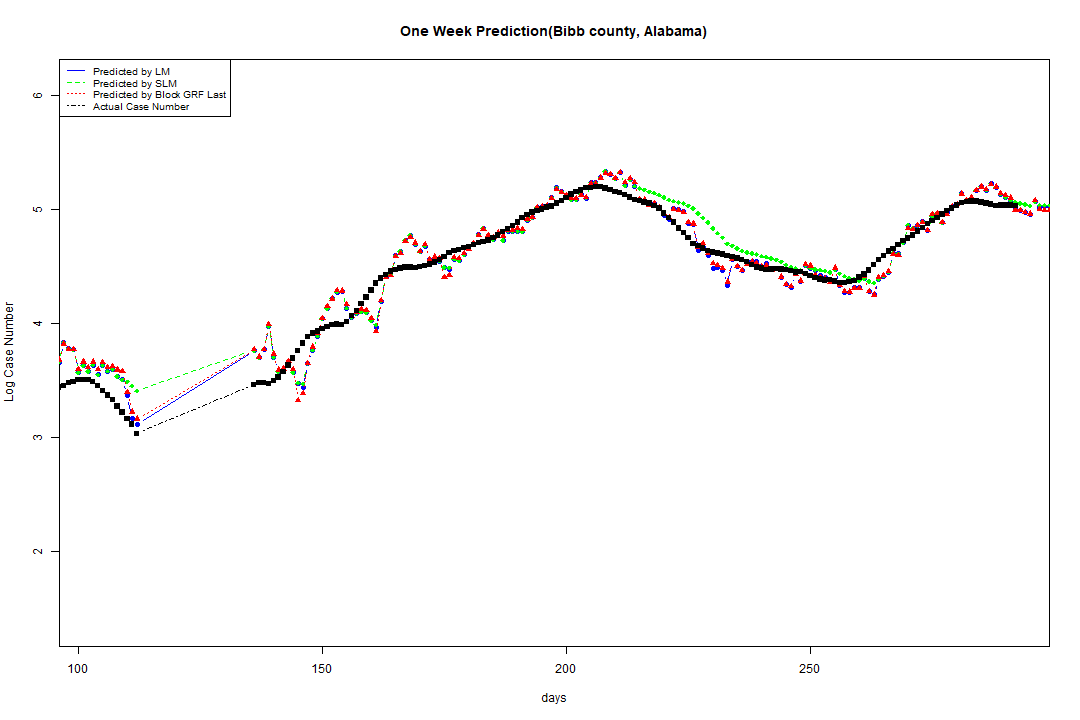 One Week Prediction(Bibb county, Alabama)
Predicted by LM
Predicted by SLM
Predicted by Block GRF Last
Actual Case Number
6
5
4
3
2
Log Case Number
100 150 200 250
days